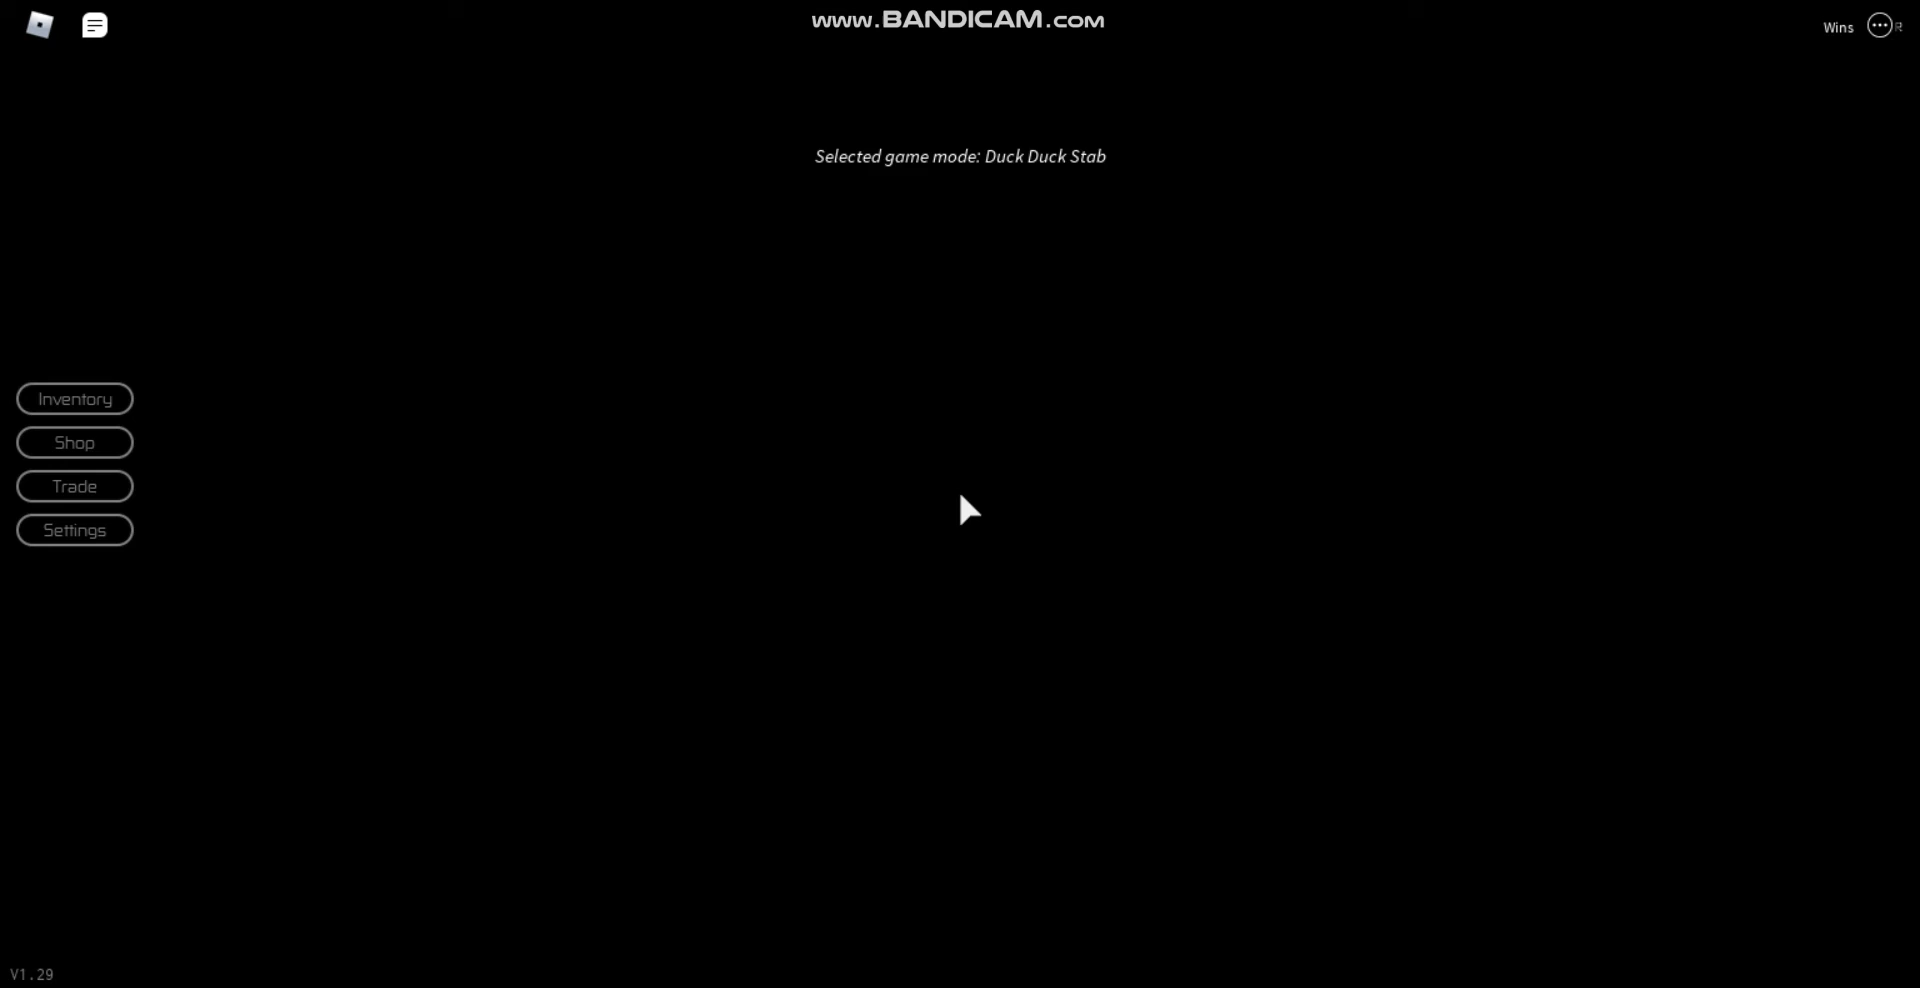 www.BANDICAM.com
Wins
R
Selected game mode: Duck Duck Stab
Inventory
Shop
Trade
Settings
V1.29